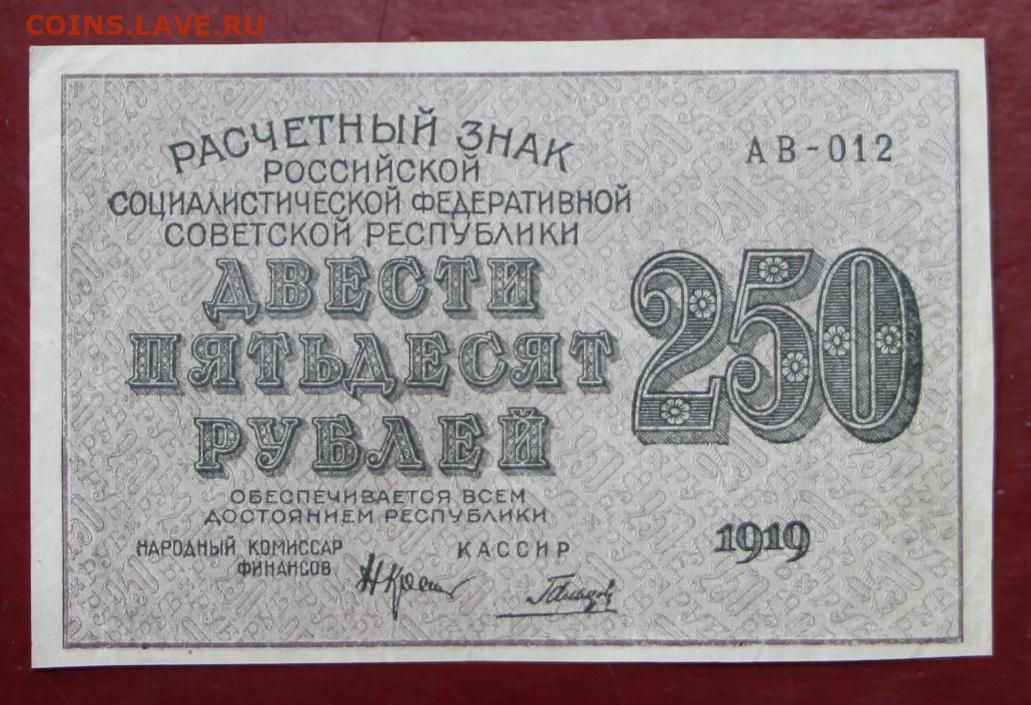 COINS.LAVE.RU
РАСЧЕТНЫЙ ЗНАК
РОССИЙСКОЙ
СОЦИАЛИСТИЧЕСКОЙ ФЕДЕРАТИВНОЙ
СОВЕТСКОЙ РЕСПУБЛИКИ
АВ-012
ДВЕСТИ
ПЯТЬДЕСЯТ
РУБЛЕЙ
250
ОБЕСПЕЧИВАЕТСЯ ВСЕМ
ДОСТОЯНИЕМ РЕСПУБЛИКИ
НАРОДНЫЙ КОМИССАР
ФИНАНСОВ
КАССИР
1919